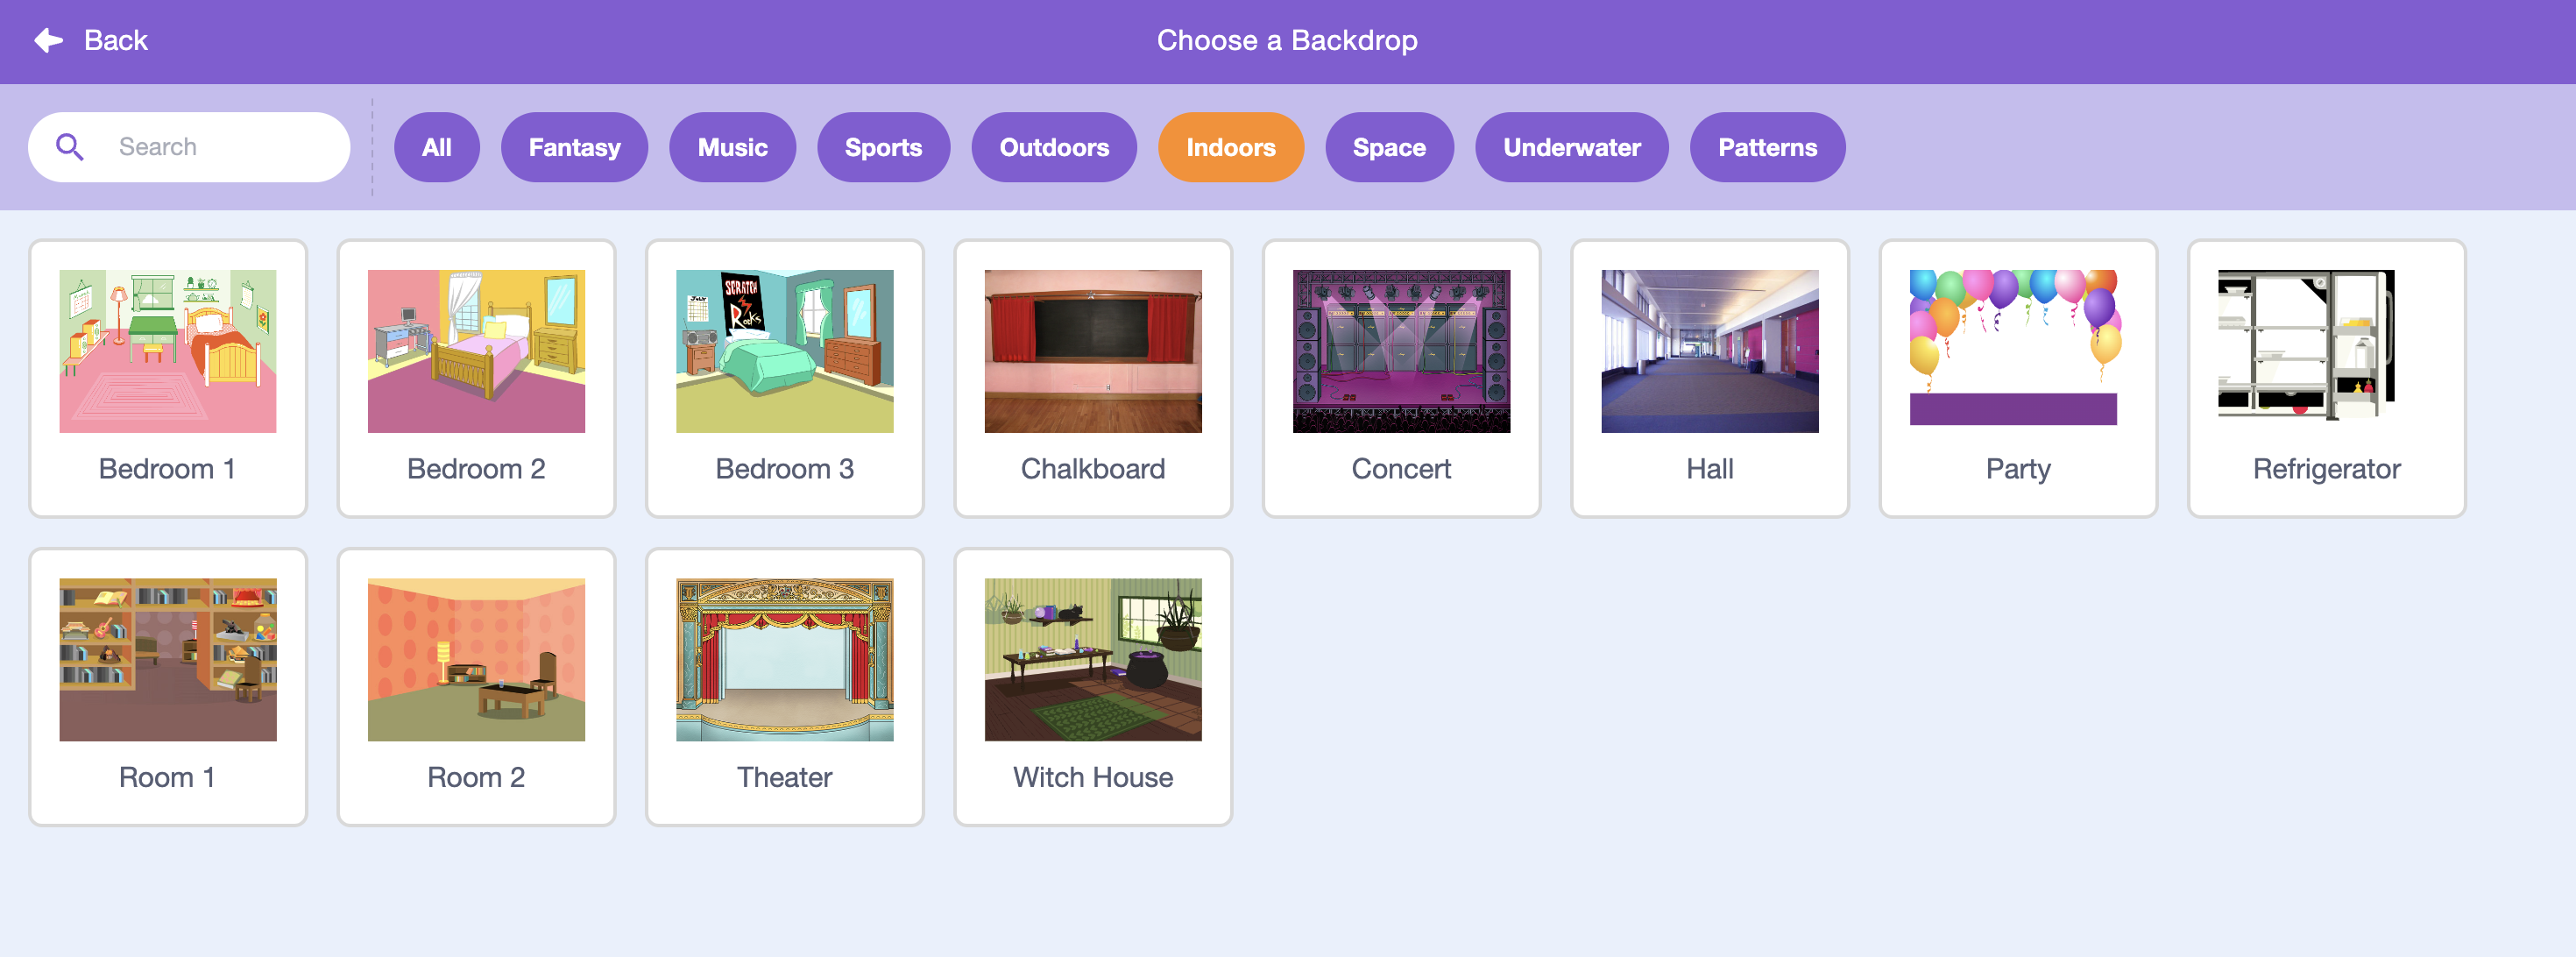 Back
Choose a Backdrop
Search
All
Fantasy
Music
Sports
Outdoors
Indoors
Space
Underwater
Patterns
July
SCRATCH
Rocks
Bedroom 1
Bedroom 2
Bedroom 3
Chalkboard
Concert
Hall
Party
Refrigerator
Room 1
Room 2
Theater
Witch House